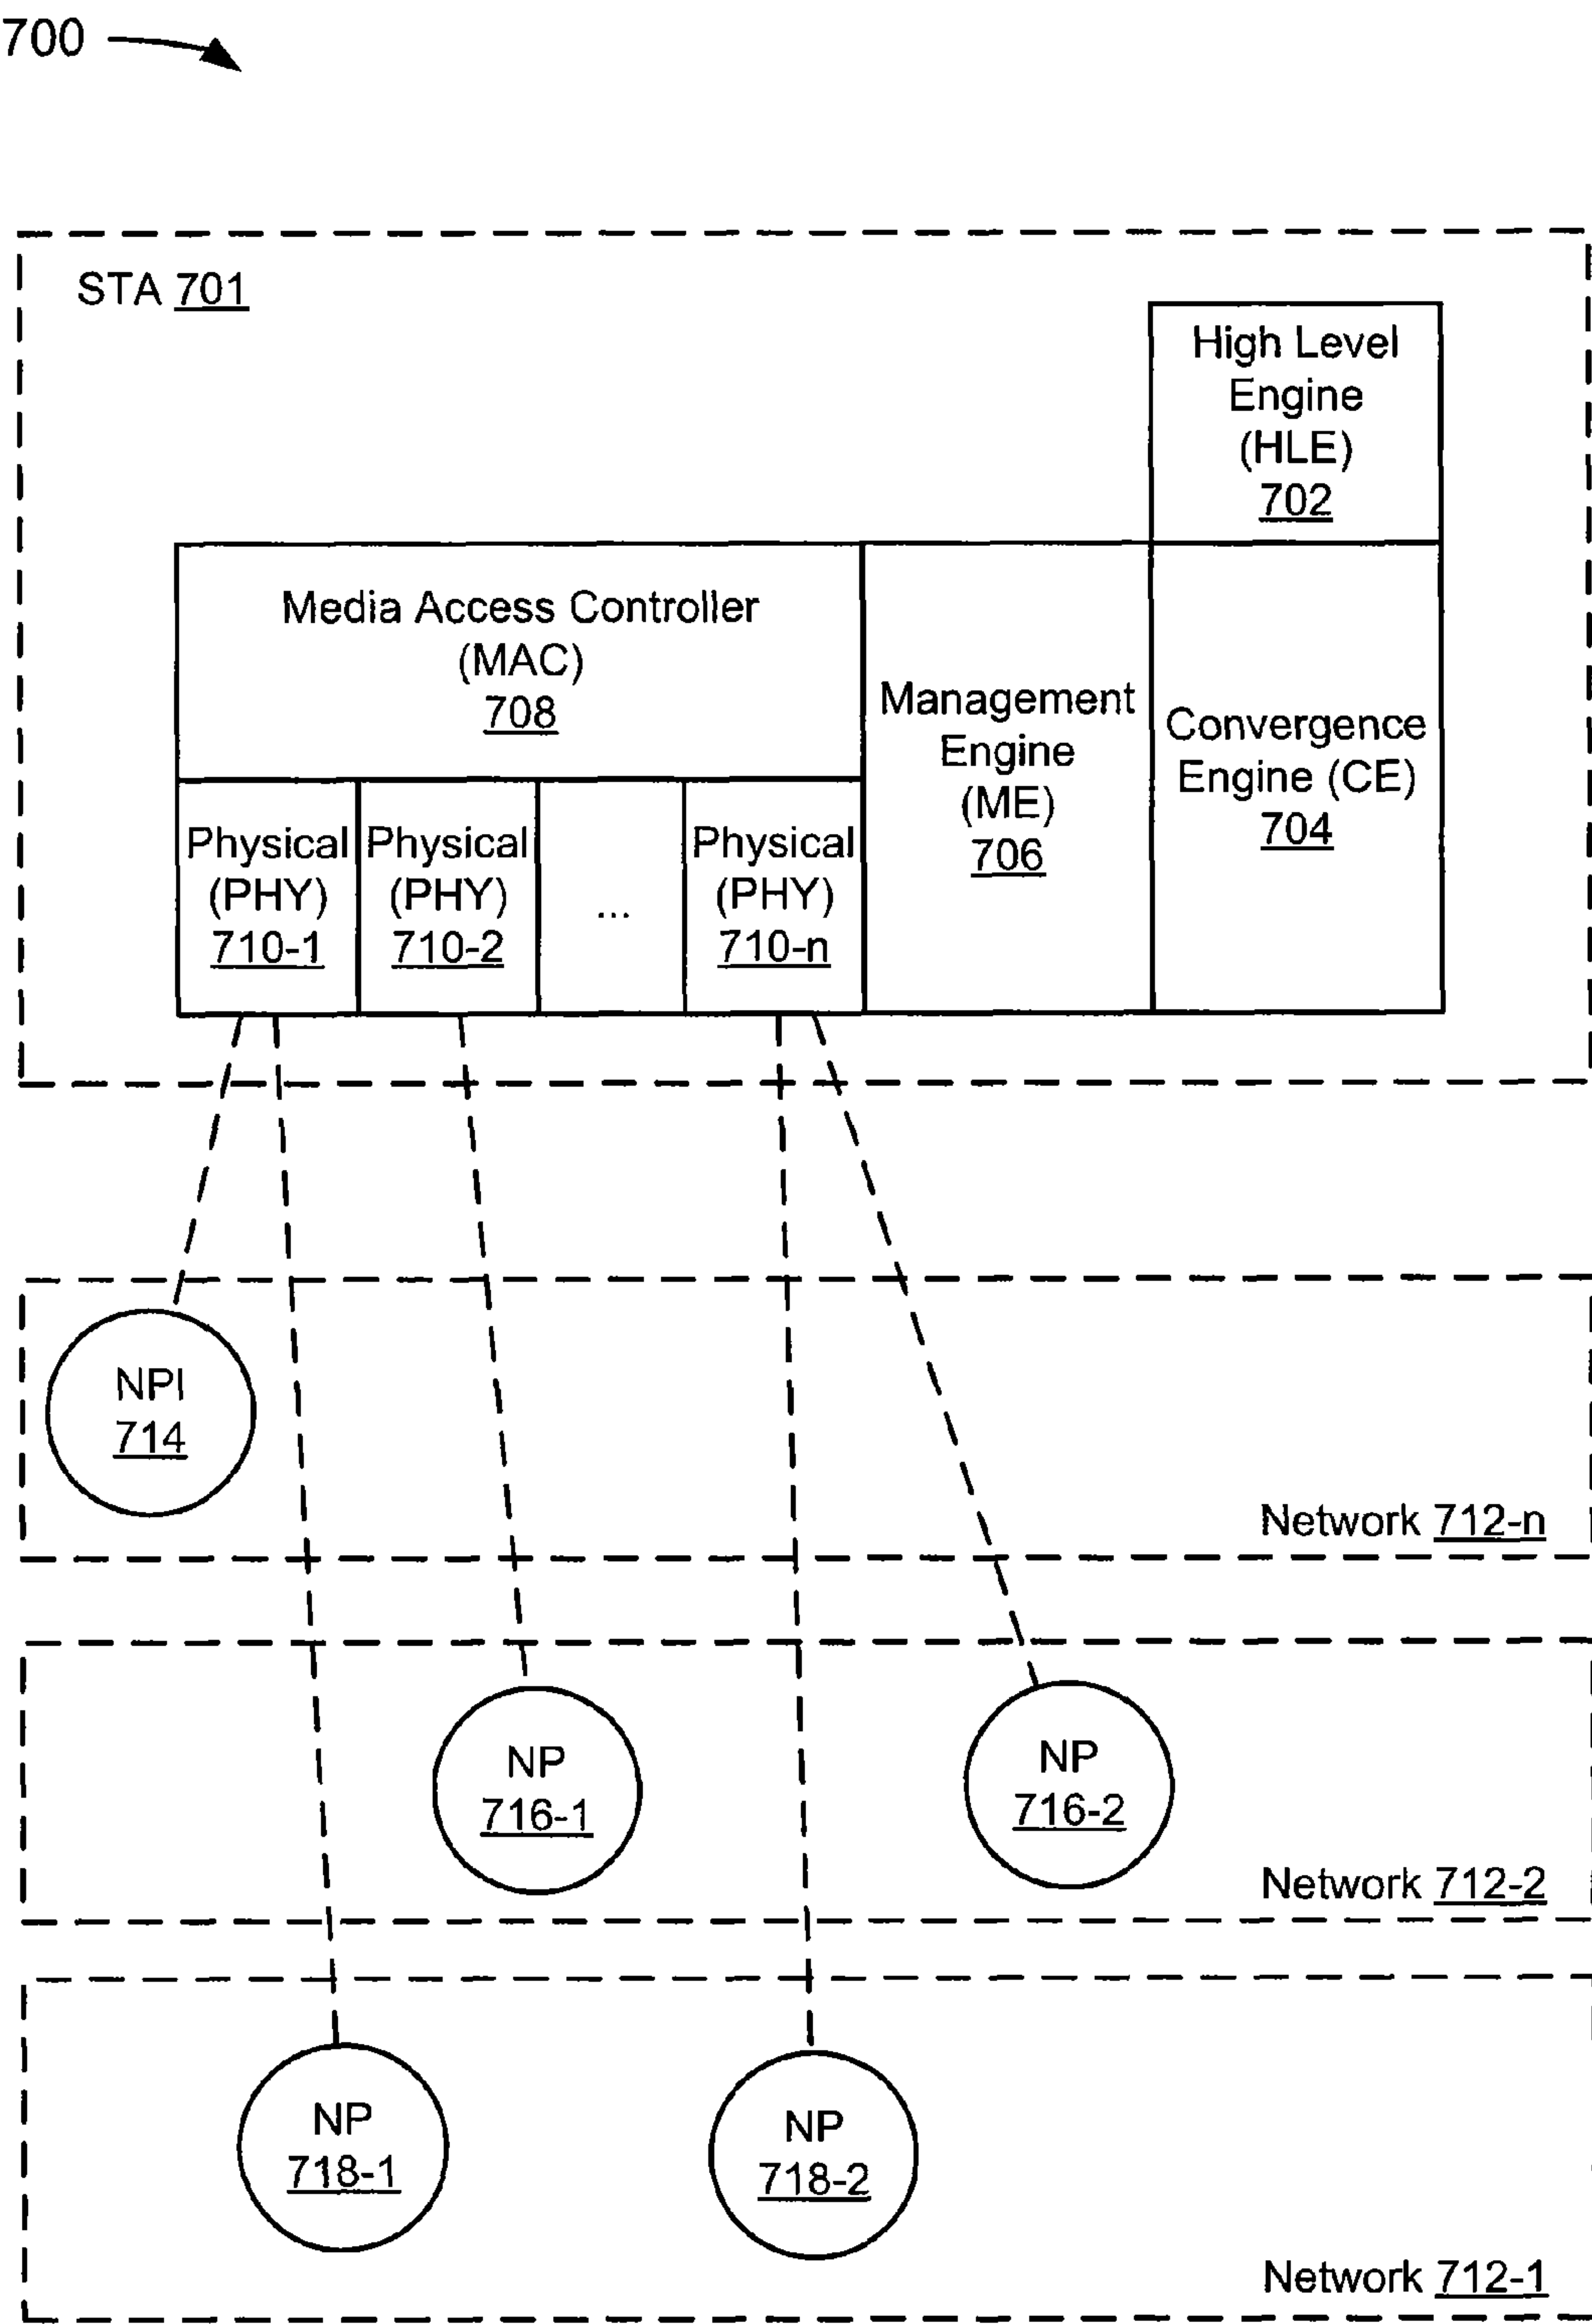 700
STA 701
High Level
Engine
(HLE)
702
Media Access Controller
(MAC)
708
Management
Engine
(ME)
706
Convergence
Engine (CE)
704
Physical
(PHY)
710-1
Physical
(PHY)
710-2
...
Physical
(PHY)
710-n
NPI
714
Network 712-n
NP
716-1
NP
716-2
Network 712-2
NP
718-1
NP
718-2
Network 712-1